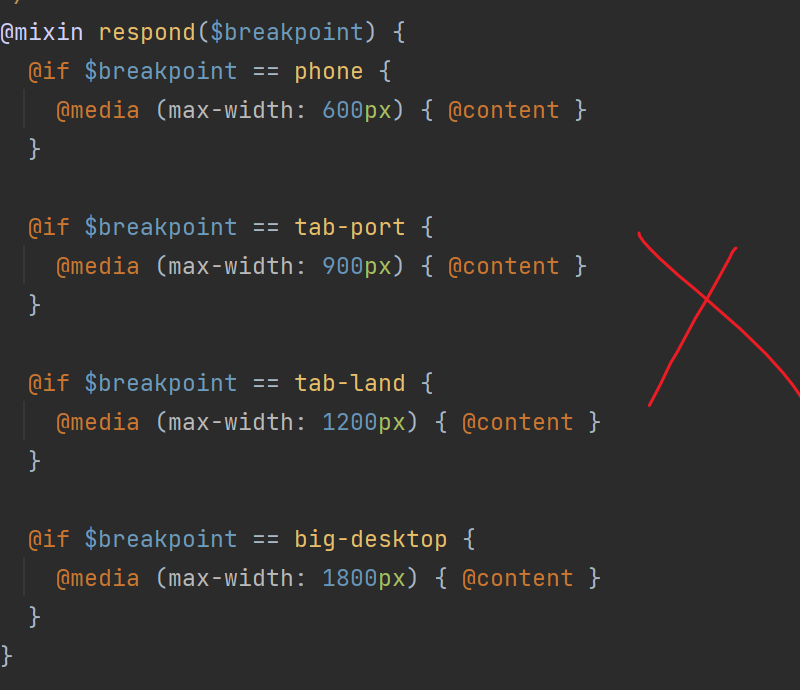 @mixin respond($breakpoint) {
  @if $breakpoint == phone {
    @media (max-width: 600px) { @content }
  }

  @if $breakpoint == tab-port {
    @media (max-width: 900px) { @content }
  }

  @if $breakpoint == tab-land {
    @media (max-width: 1200px) { @content }
  }

  @if $breakpoint == big-desktop {
    @media (max-width: 1800px) { @content }
  }
}